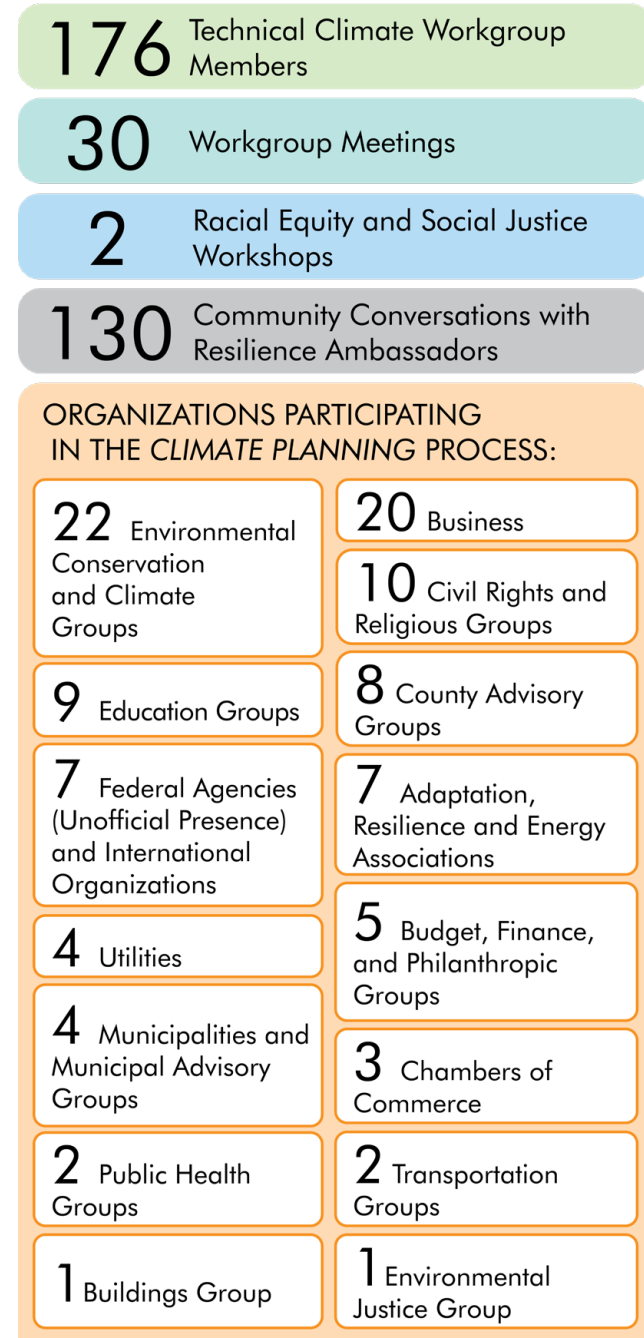 176 Technical Climate Workgroup
Members
30 Workgroup Meetings
2 Racial Equity and Social Justice
Workshops
130 Community Conversations with
Resilience Ambassadors
ORGANIZATIONS PARTICIPATING
IN THE CLIMATE PLANNING PROCESS:
22 Environmental
Conservation
and Climate
Groups
9 Education Groups
7 Federal Agencies
(Unofficial Presence)
and International
Organizations
4 Utilities
4 Municipalities and
Municipal Advisory
Groups
2 Public Health
Groups
1 Buildings Group
20 Business
10 Civil Rights and
Religious Groups
8 County Advisory
Groups
7 Adaptation,
Resilience and Energy
Associations
5 Budget, Finance,
and Philanthropic
Groups
3 Chambers of
Commerce
2 Transportation
Groups
1 Environmental
Justice Group